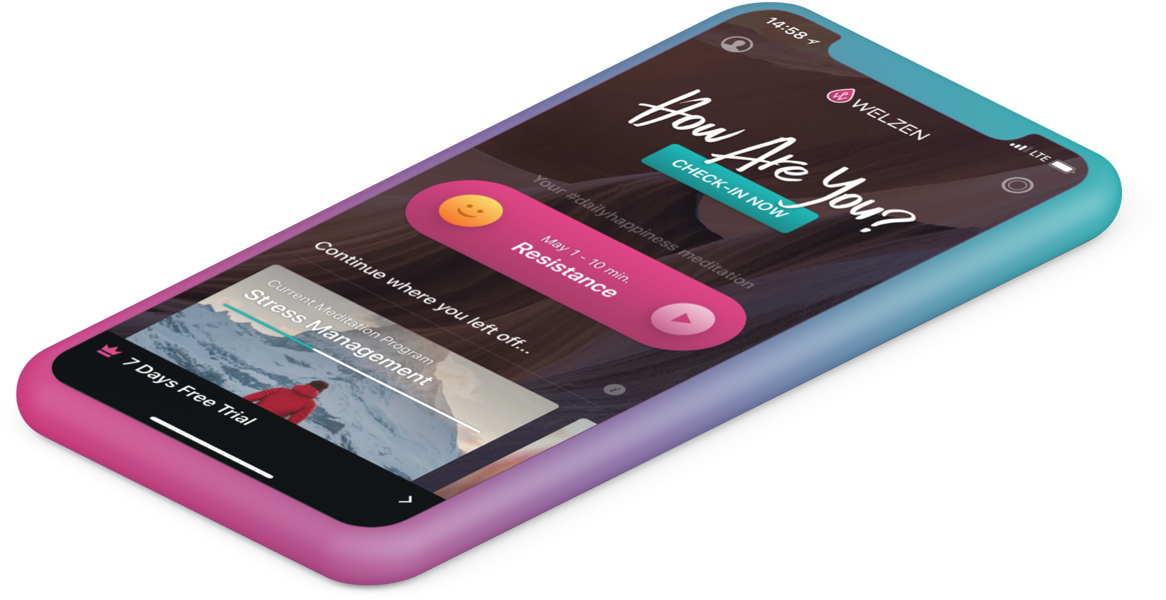 14:58
LTE
WELZEN
How Are You?
CHECK-IN NOW
Your #dailyhappiness meditation
May 1 - 10 min.
Resistance
Continue where you left off...
Current Meditation Program
Stress Management
7 Days Free Trial